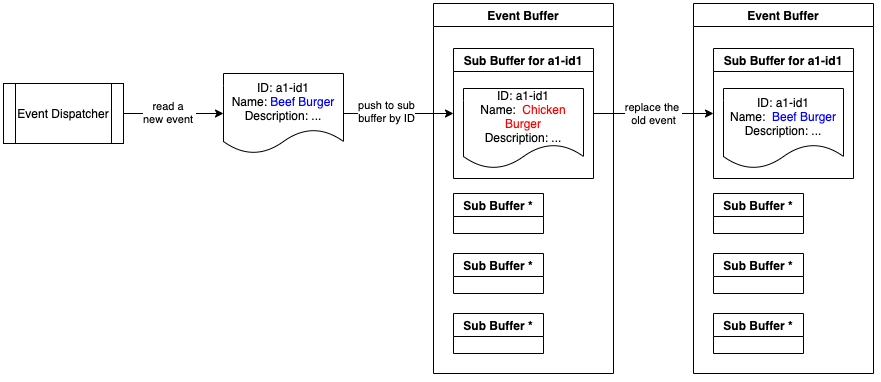 Event Buffer
Event Buffer
Sub Buffer for a1-id1
Sub Buffer for a1-id1
Event Dispatcher
read a
new event
ID: a1-id1
Name: Beef Burger
Description: ...
push to sub
buffer by ID
ID: a1-id1
Name: Chicken
Burger
Description: ...
replace the
old event
ID: a1-id1
Name: Beef Burger
Description: ...
Sub Buffer *
Sub Buffer *
Sub Buffer *
Sub Buffer *
Sub Buffer *
Sub Buffer *